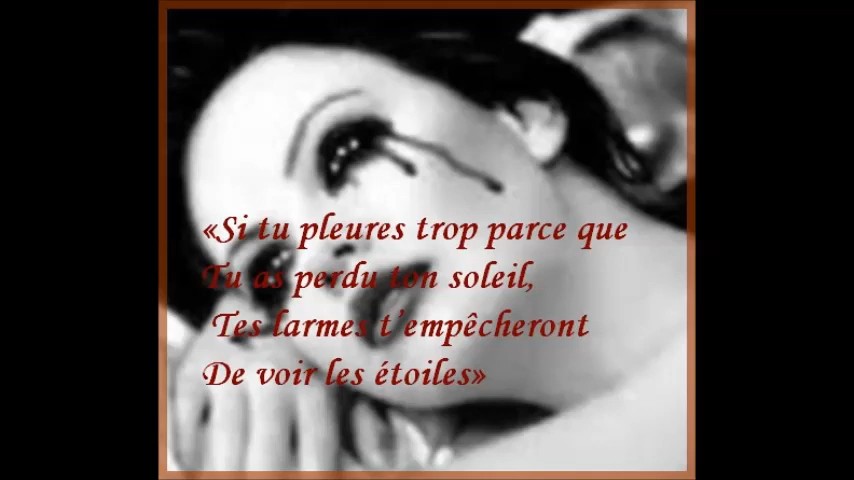 «Si tu pleures trop parce que
Tu as perdu ton soleil,
Tes larmes t’empêcheront
De voir les étoiles»